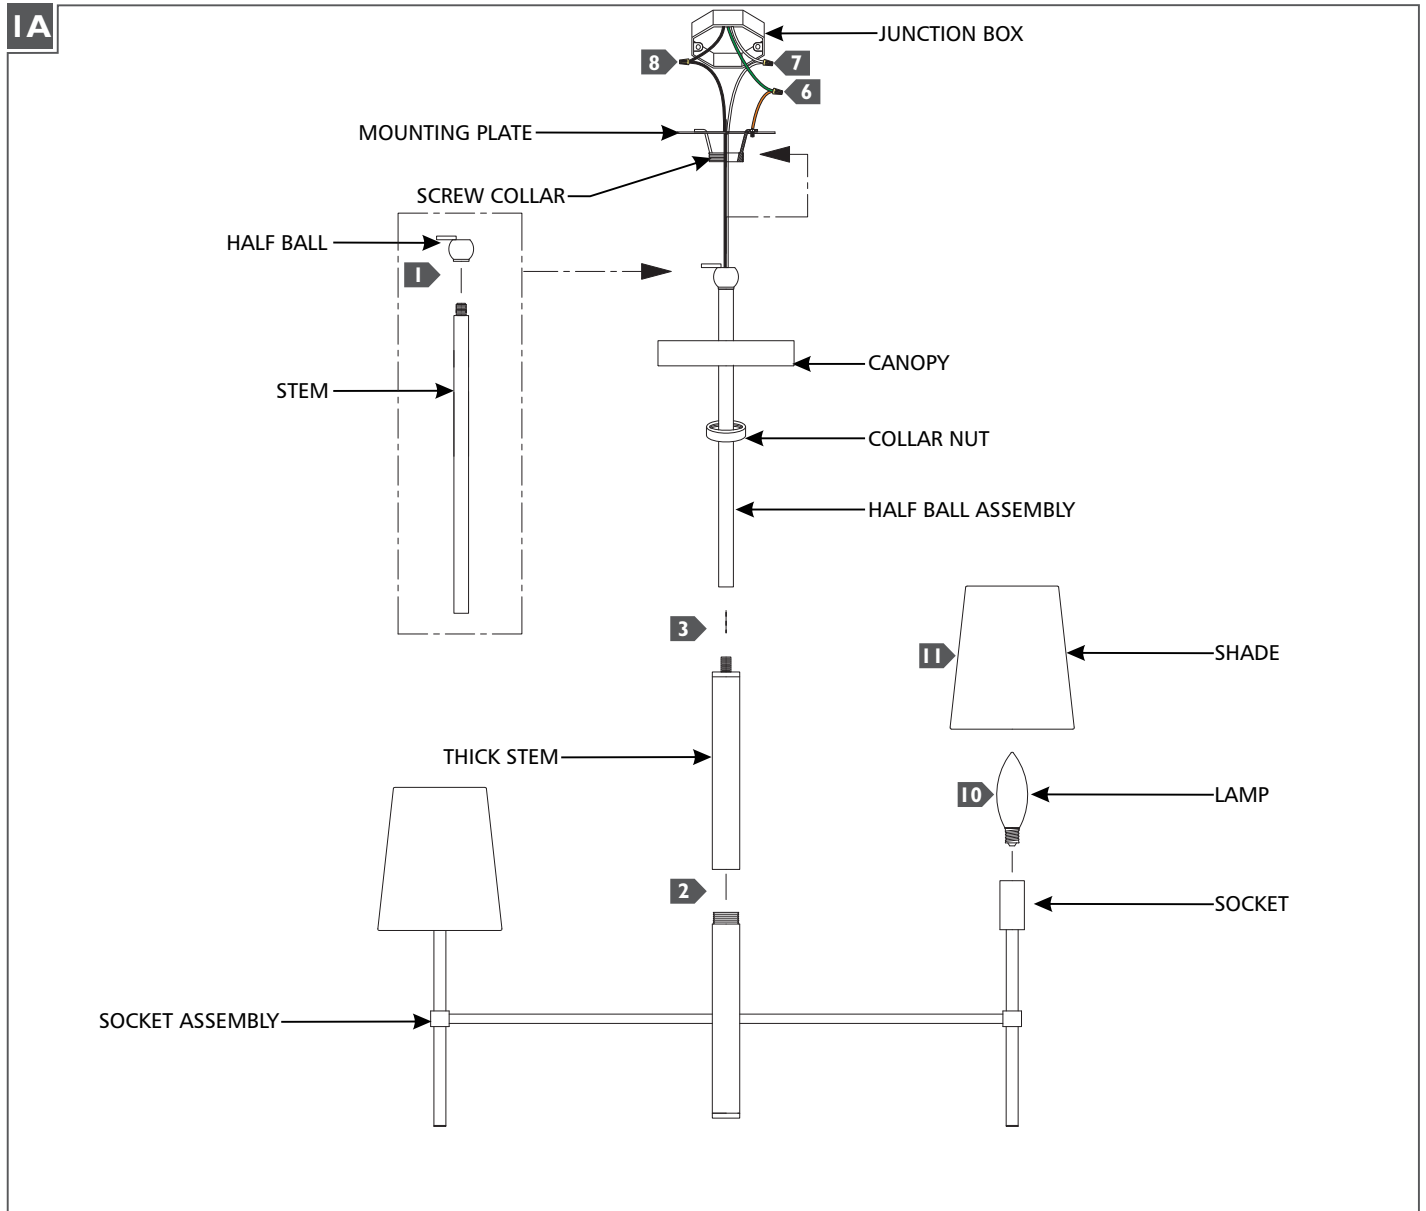 1A
JUNCTION BOX
8
7
6
MOUNTING PLATE
SCREW COLLAR
HALF BALL
1
STEM
CANOPY
COLLAR NUT
HALF BALL ASSEMBLY
3
11
SHADE
THICK STEM
10
LAMP
2
SOCKET
SOCKET ASSEMBLY